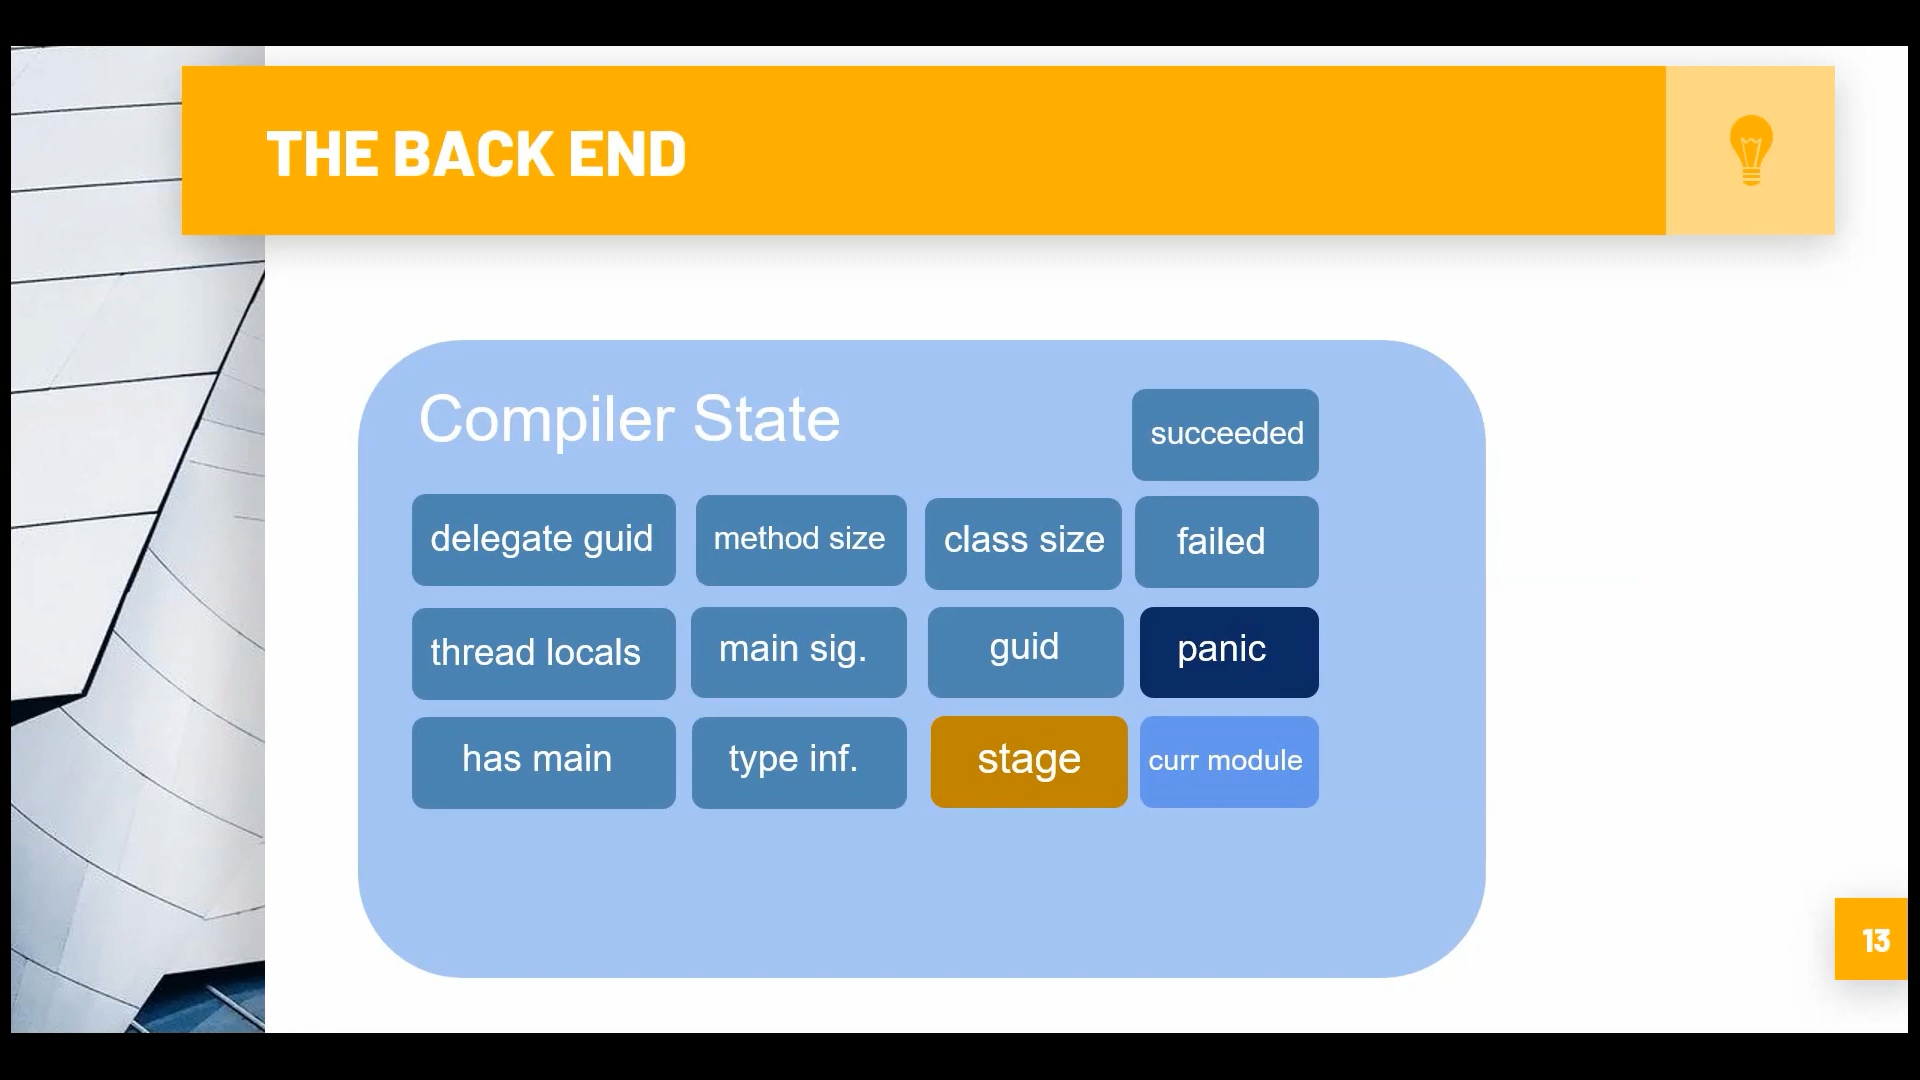 THE BACK END
Compiler State
succeeded
delegate guid
method size
class size
failed
thread locals
main sig.
guid
panic
has main
type inf.
stage
curr module
13